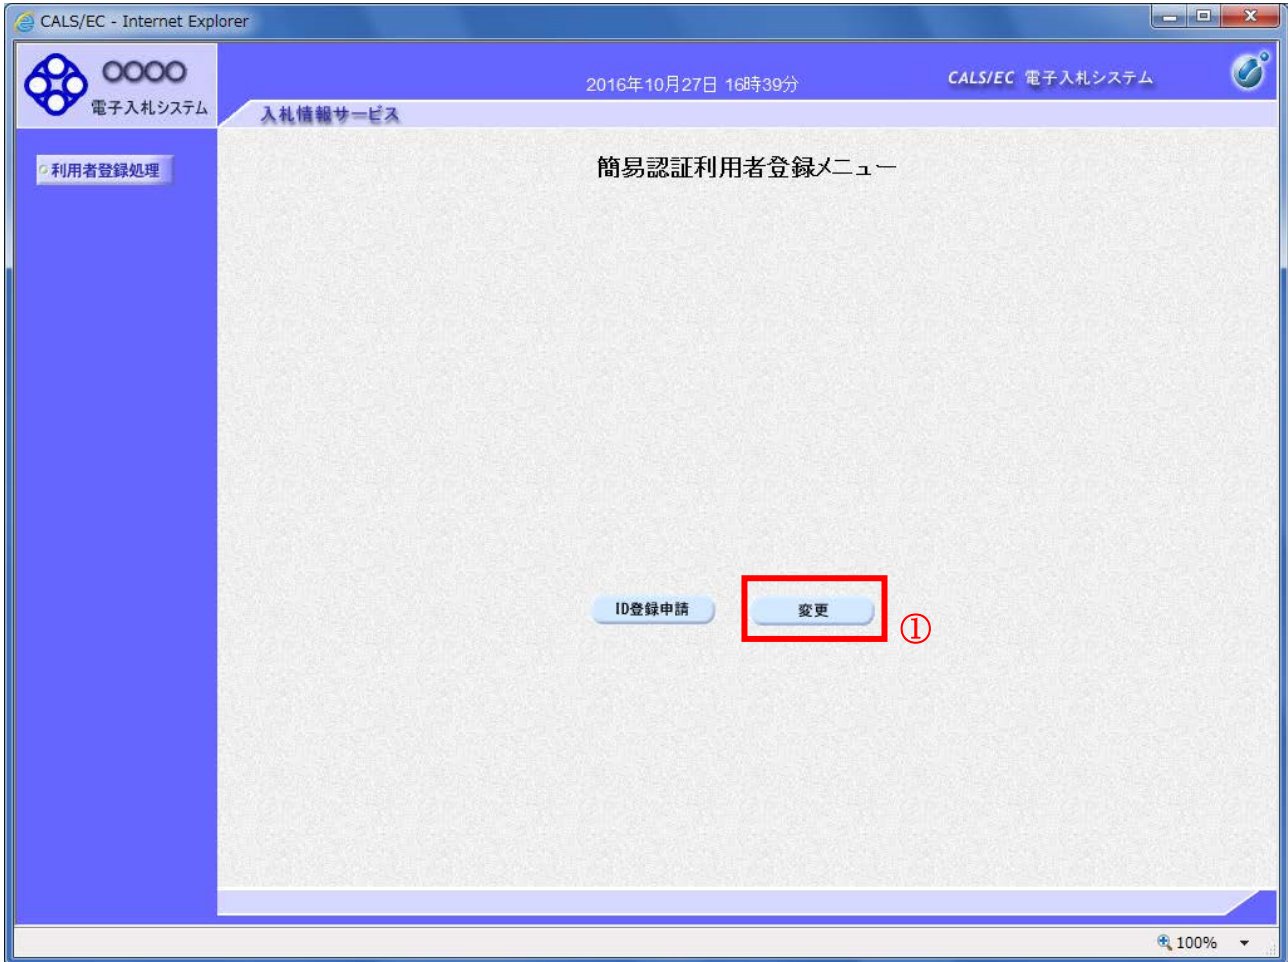 CALS/EC - Internet Explorer
〇〇〇〇
電子入札システム
2016年10月27日 16時39分
CALS/EC 電子入札システム
入札情報サービス
利用者登録処理
簡易認証利用者登録メニュー
ID登録申請
変更
①
100%